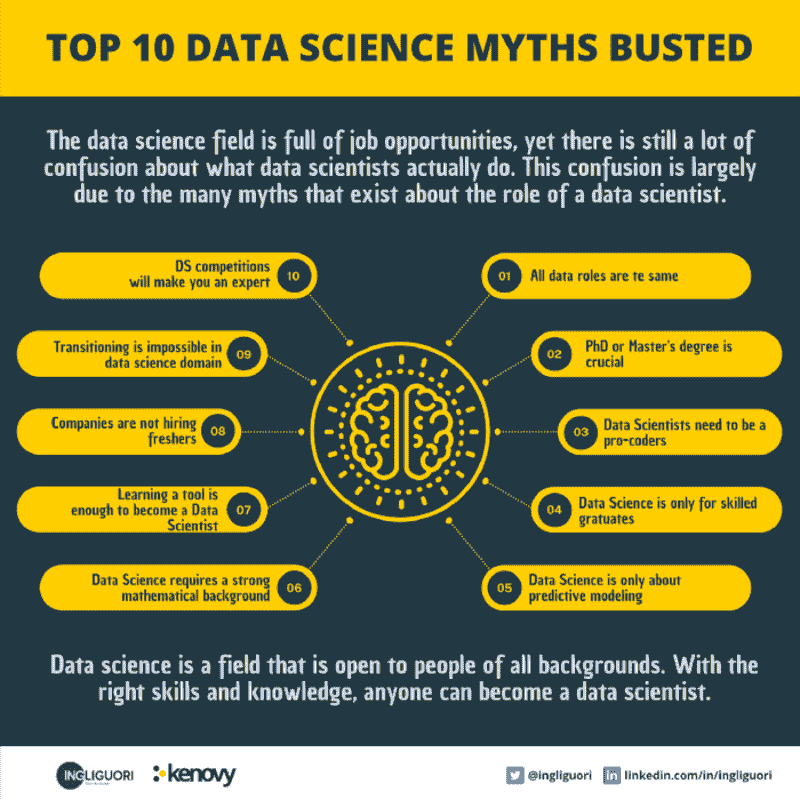 TOP 10 DATA SCIENCE MYTHS BUSTED
The data science field is full of job opportunities, yet there is still a lot of
confusion about what data scientists actually do. This confusion is largely
due to the many myths that exist about the role of a data scientist.
01 All data roles are te same
02 PhD or Master's degree is
crucial
03 Data Scientists need to be a
pro-coders
04 Data Science is only for skilled
gratuates
05 Data Science is only about
predictive modeling
Data Science requires a strong
mathematical background 06
Learning a tool is
enough to become a Data
Scientist 07
Companies are not hiring
freshers 08
Transitioning is impossible in
data science domain 09
DS competitions
will make you an expert 10
Data science is a field that is open to people of all backgrounds. With the
right skills and knowledge, anyone can become a data scientist.
INGLIGUORI
kenovy
@ingliguori
in linkedin.com/in/ingliguori